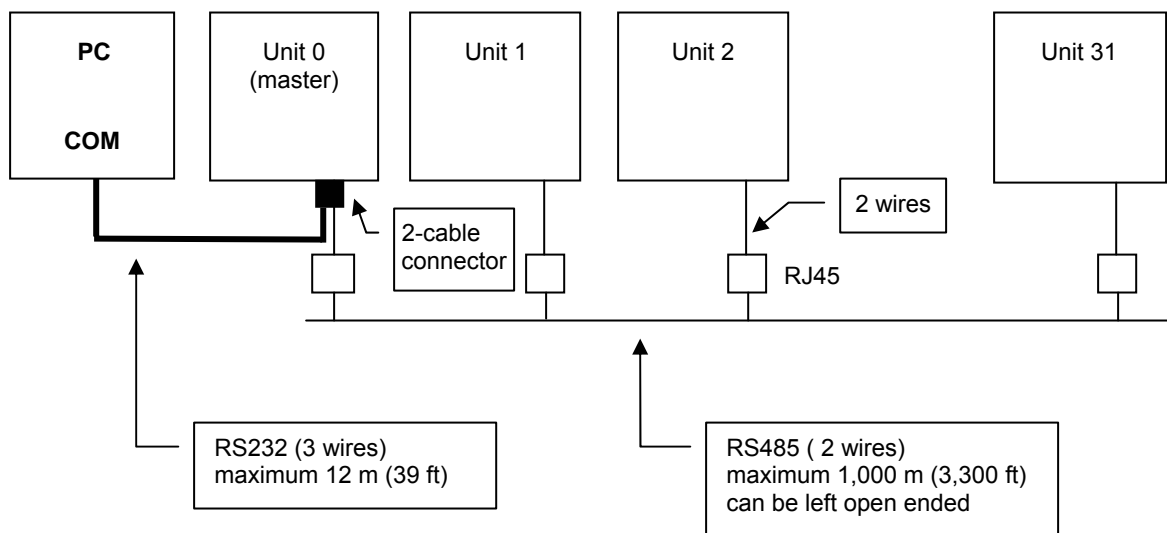 PC
COM
Unit 0
(master)
Unit 1
Unit 2
Unit 31
2-cable
connector
2 wires
RJ45
RS232 (3 wires)
maximum 12 m (39 ft)
RS485 ( 2 wires)
maximum 1,000 m (3,300 ft)
can be left open ended